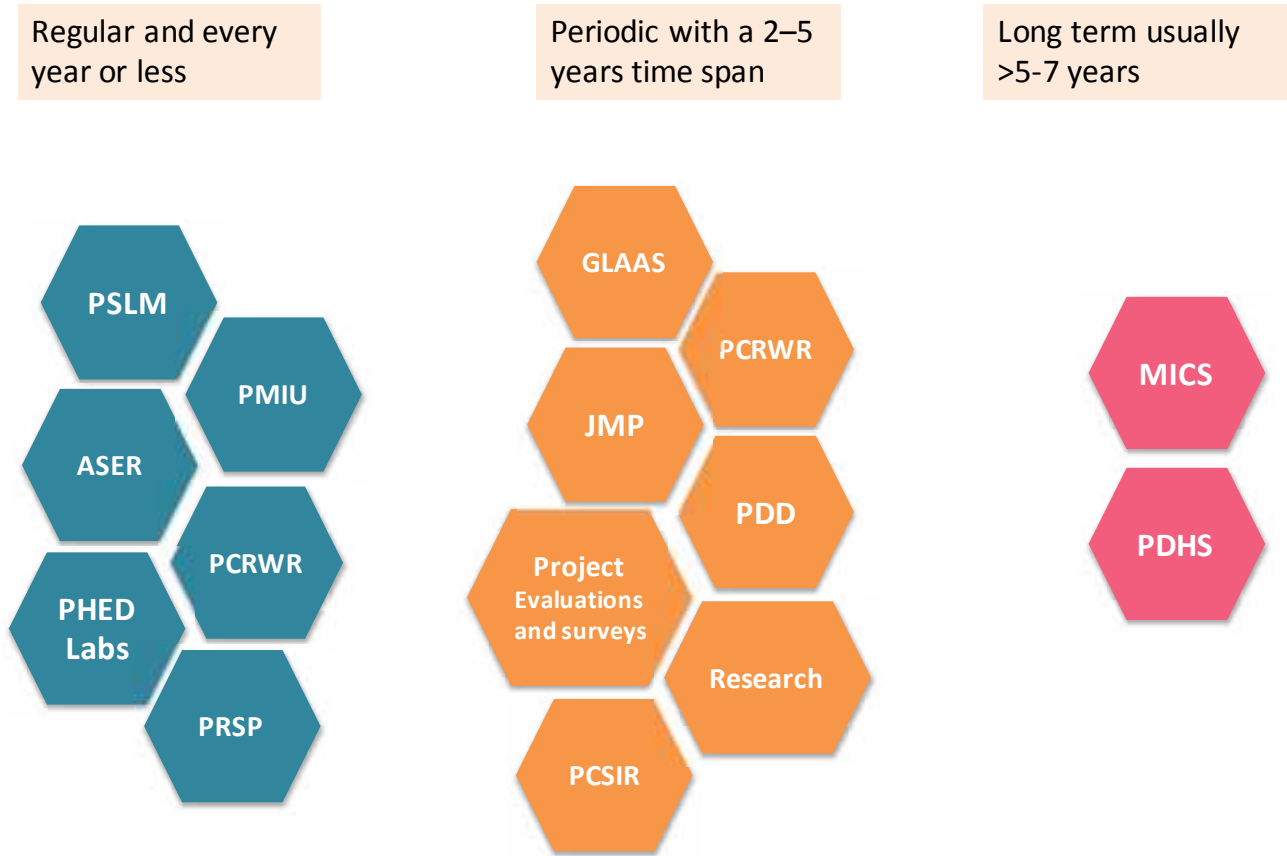 Regular and every
year or less
Periodic with a 2–5
years time span
Long term usually
>5-7 years
PSLM
PMIU
ASER
PCRWR
PHED
Labs
PRSP
GLAAS
PCRWR
JMP
PDD
Project
Evaluations
and surveys
Research
PCSIR
MICS
PDHS